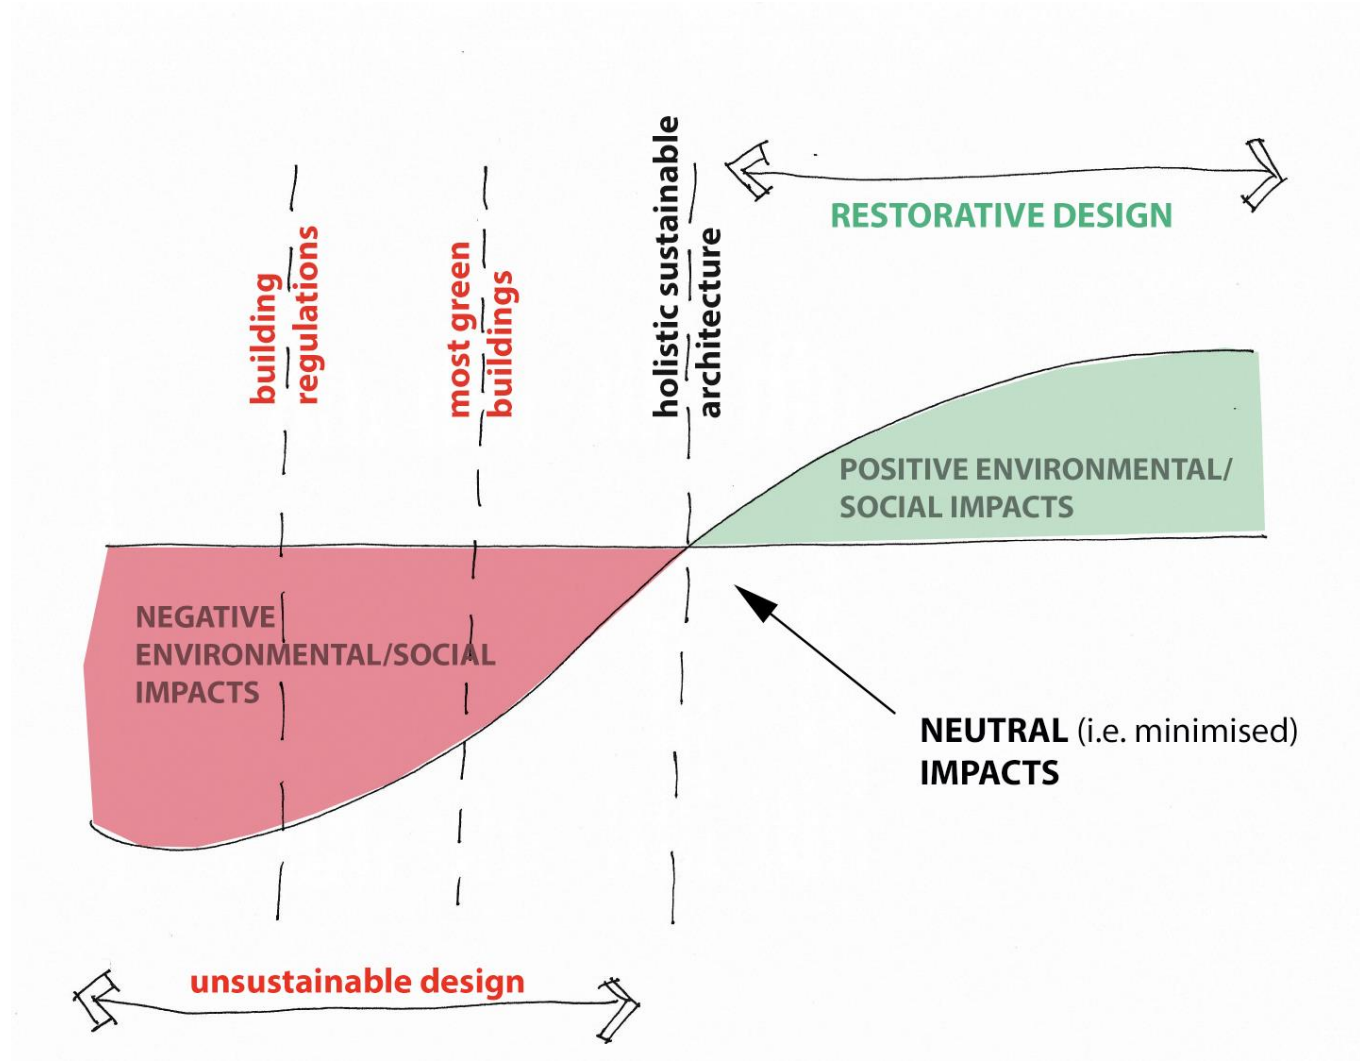 building
regulations
most green
buildings
holistic sustainable
architecture
RESTORATIVE DESIGN
POSITIVE ENVIRONMENTAL/
SOCIAL IMPACTS
NEGATIVE
ENVIRONMENTAL/SOCIAL
IMPACTS
NEUTRAL (i.e. minimised)
IMPACTS
unsustainable design